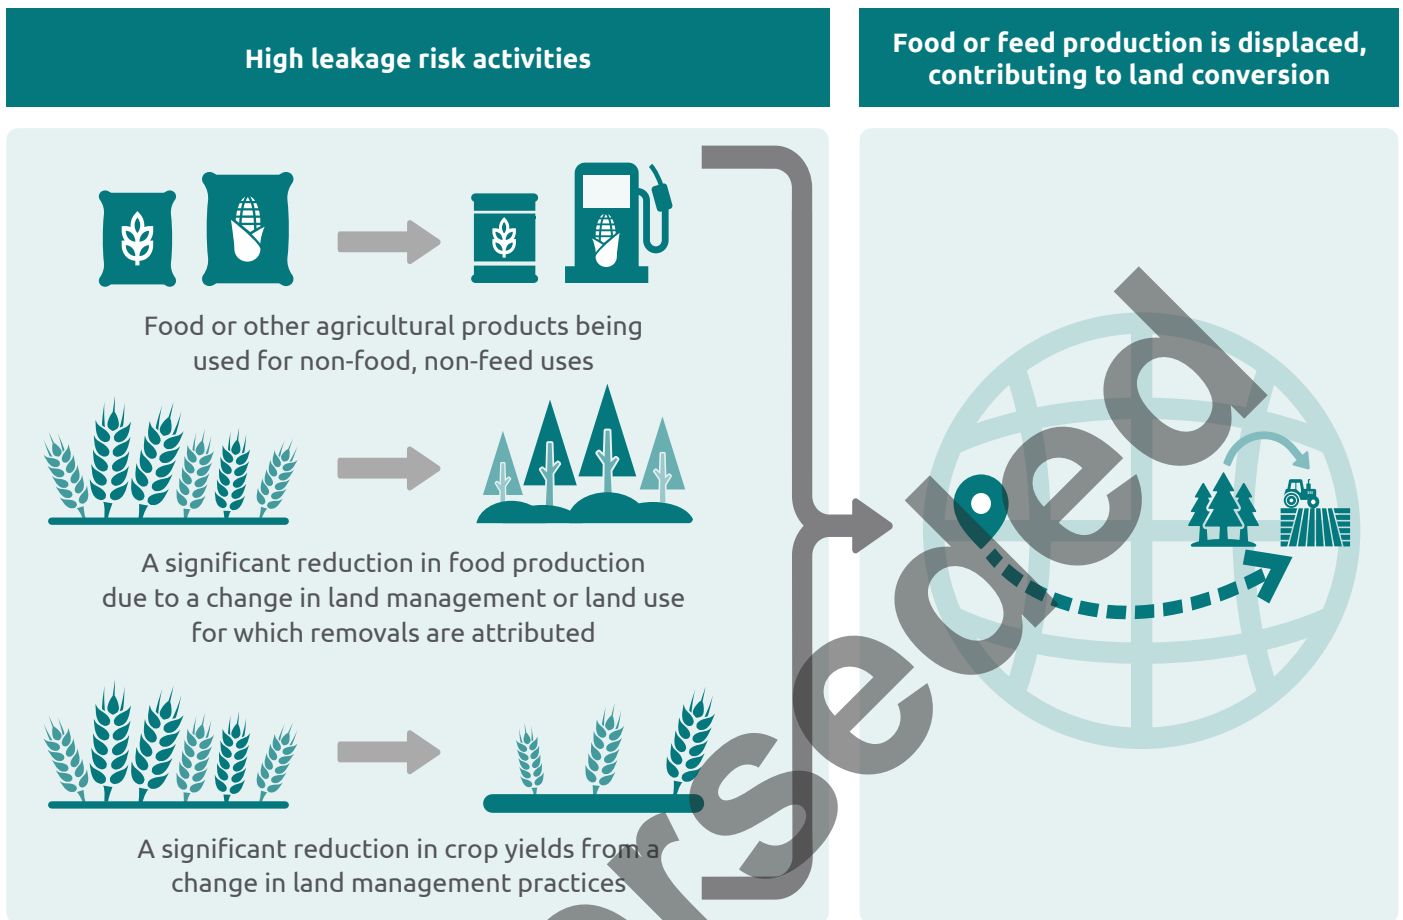 High leakage risk activities
Food or feed production is displaced,
contributing to land conversion
Food or other agricultural products being
used for non-food, non-feed uses
A significant reduction in food production
due to a change in land management or land use
for which removals are attributed
A significant reduction in crop yields from a
change in land management practices
erseded